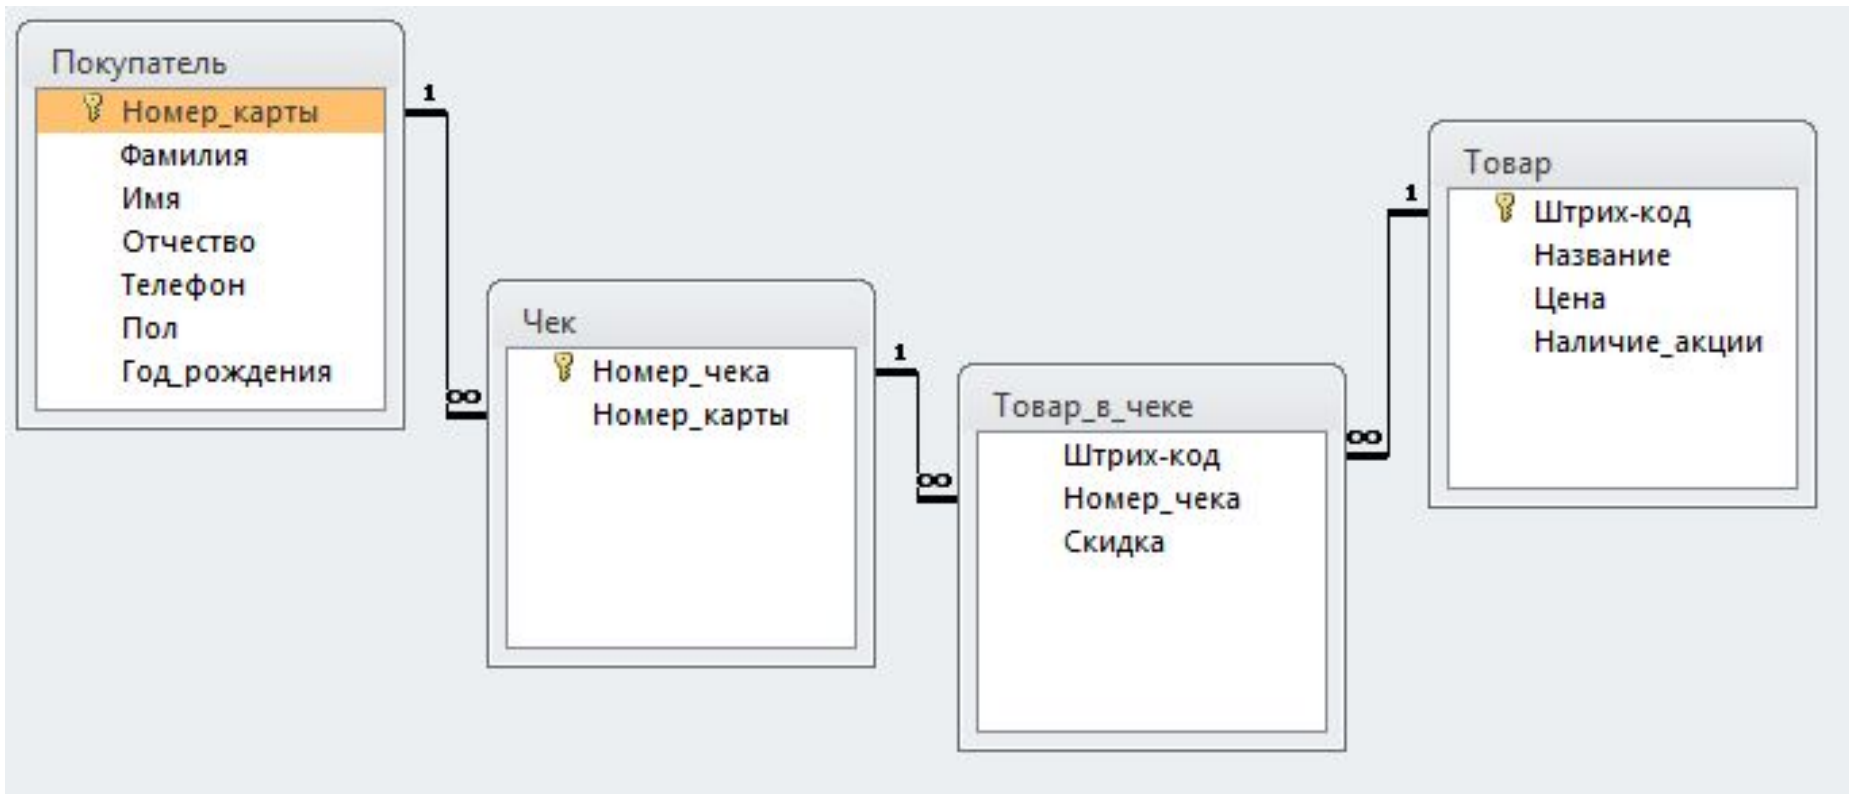 Покупатель
Номер_карты
Фамилия
Имя
Отчество
Телефон
Пол
Год_рождения
1
∞
Чек
Номер_чека
Номер_карты
1
∞
Товар_в_чеке
Штрих-код
Номер_чека
Скидка
∞
1
Товар
Штрих-код
Название
Цена
Наличие_акции